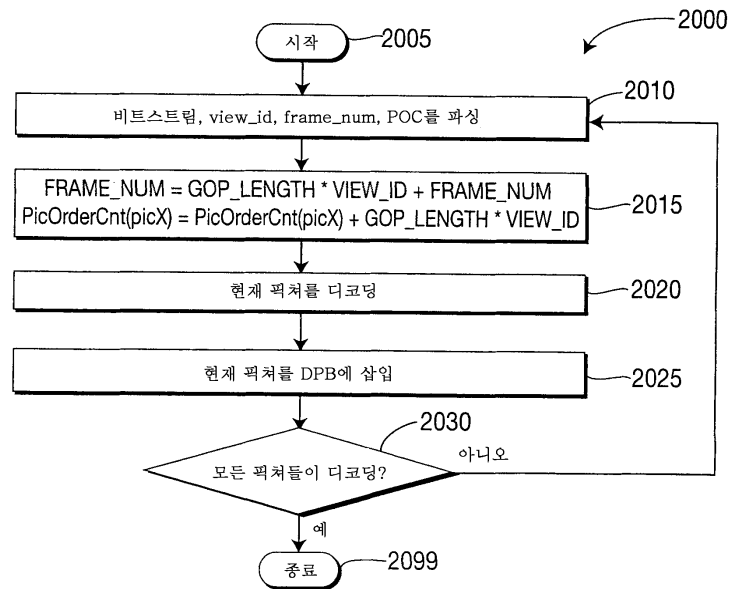 2000
시작
2005
비트스트림, view_id, frame_num, POC를 파싱
2010
FRAME_NUM = GOP_LENGTH * VIEW_ID + FRAME_NUM
PicOrderCnt(picX) = PicOrderCnt(picX) + GOP_LENGTH * VIEW_ID
2015
현재 픽쳐를 디코딩
2020
현재 픽쳐를 DPB에 삽입
2025
2030
모든 픽쳐들이 디코딩?
아니오
예
종료
2099